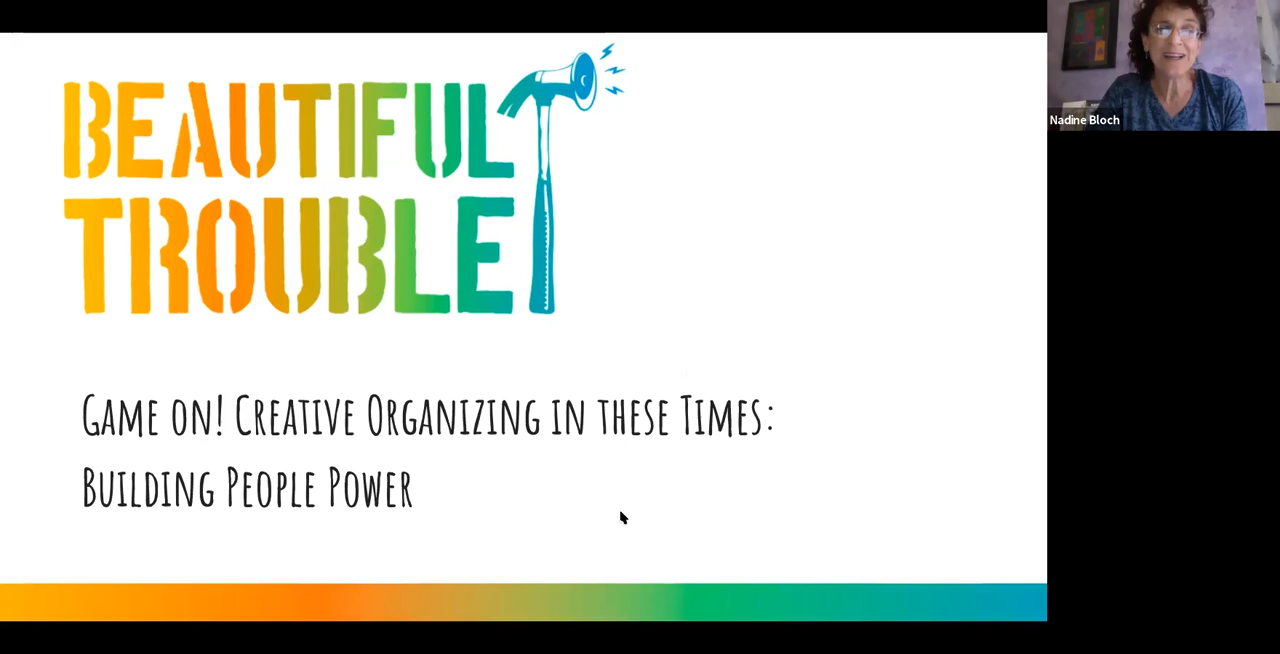 BEAUTIFUL
TROUBLE
Nadine Bloch
Game on! Creative Organizing in these Times:
Building People Power